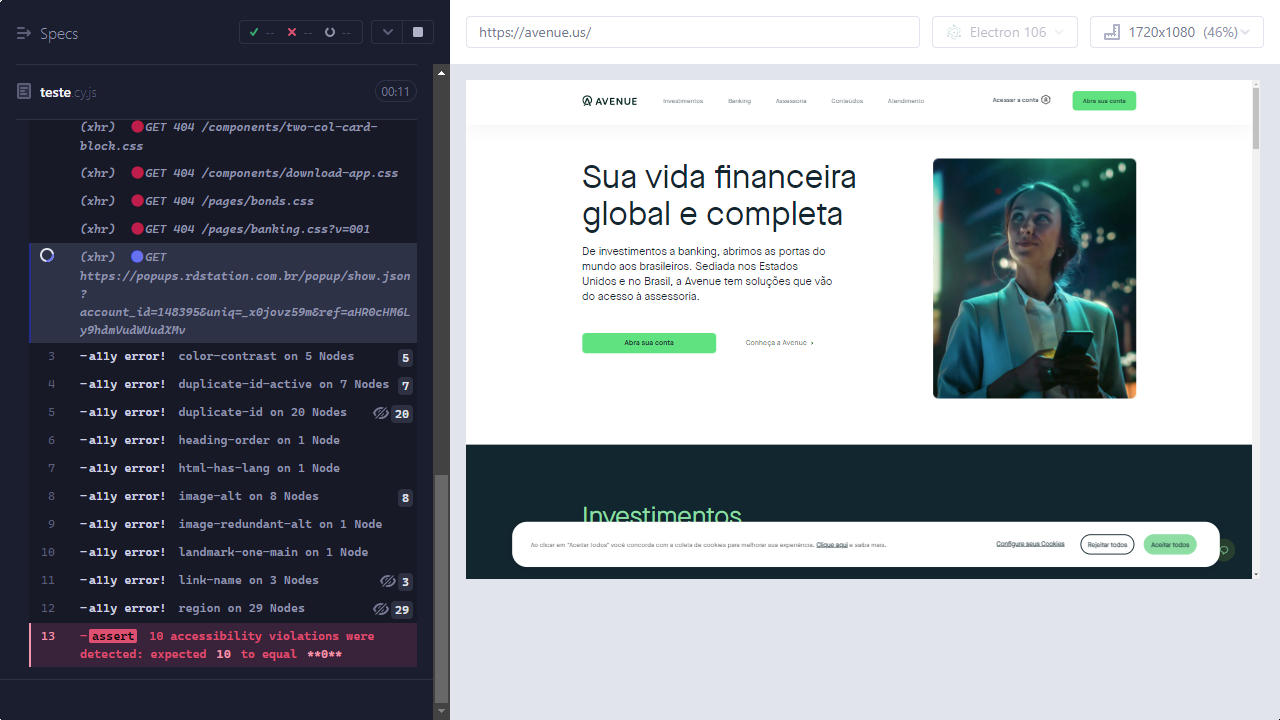 Specs
-- -- --
teste.cy.js 00:11
(xhr) GET 404 /components/two-col-card-
block.css
(xhr) GET 404 /components/download-app.css
(xhr) GET 404 /pages/bonds.css
(xhr) GET 404 /pages/banking.css?v=001
(xhr) GET
https://popups.rdstation.com.br/popup/show.json
?
account_id=148395&uniq=_x0jovz59m&ref=aHR0cHM6L
y9hdmVudWUudXMv
3 -a11y error! color-contrast on 5 Nodes 5
4 -a11y error! duplicate-id-active on 7 Nodes 7
5 -a11y error! duplicate-id on 20 Nodes 20
6 -a11y error! heading-order on 1 Node
7 -a11y error! html-has-lang on 1 Node
8 -a11y error! image-alt on 8 Nodes 8
9 -a11y error! image-redundant-alt on 1 Node
10 -a11y error! landmark-one-main on 1 Node
11 -a11y error! link-name on 3 Nodes 3
12 -a11y error! region on 29 Nodes 29
13 -assert 10 accessibility violations were
detected: expected 10 to equal **0**
https://avenue.us/
Electron 106
1720x1080 (46%)
AVENUE Investimentos Banking Assessoria Conteúdos Atendimento Acessar a conta Abra sua conta
Sua vida financeira
global e completa
De investimentos a banking, abrimos as portas do
mundo aos brasileiros. Sediada nos Estados
Unidos e no Brasil, a Avenue tem soluções que vão
do acesso à assessoria.
Abra sua conta Conheça a Avenue ›
Investimentos
Ao clicar em "Aceitar todos" você concorda com a coleta de cookies para melhorar sua experiência. Clique aqui e saiba mais. Configure seus Cookies Rejeitar todos Aceitar todos